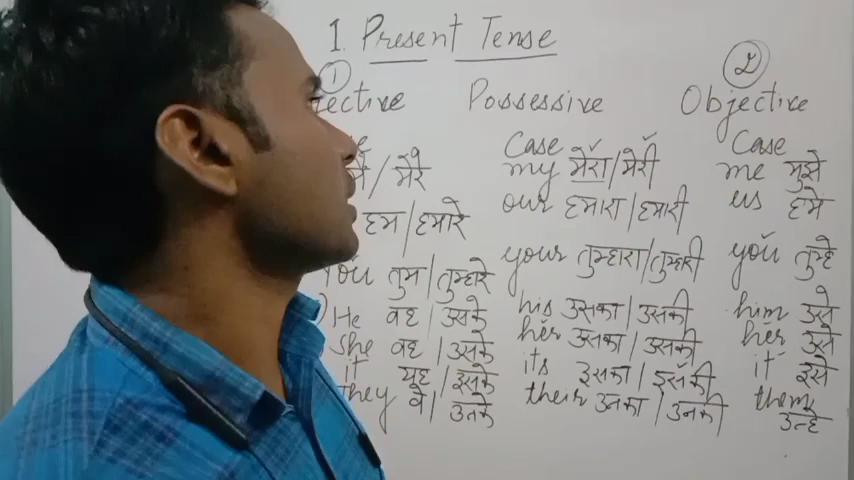 1. Present Tense
① ective Possessive ② Objective
Case Case
मैं/मेरे my मेरा/मेरी me मुझे
हम/हमारे our हमारा/हमारी us हमे
You तुम/तुम्हारे your तुम्हारा/तुम्हारी you तुम्हे
He वह/उसके his उसका/उसकी him उसे
she वह/उसके her उसका/उसकी her उसे
it यह/इसके its इसका/इसकी it इसे
They वे/उनके their उनका/उनकी them
उन्हे